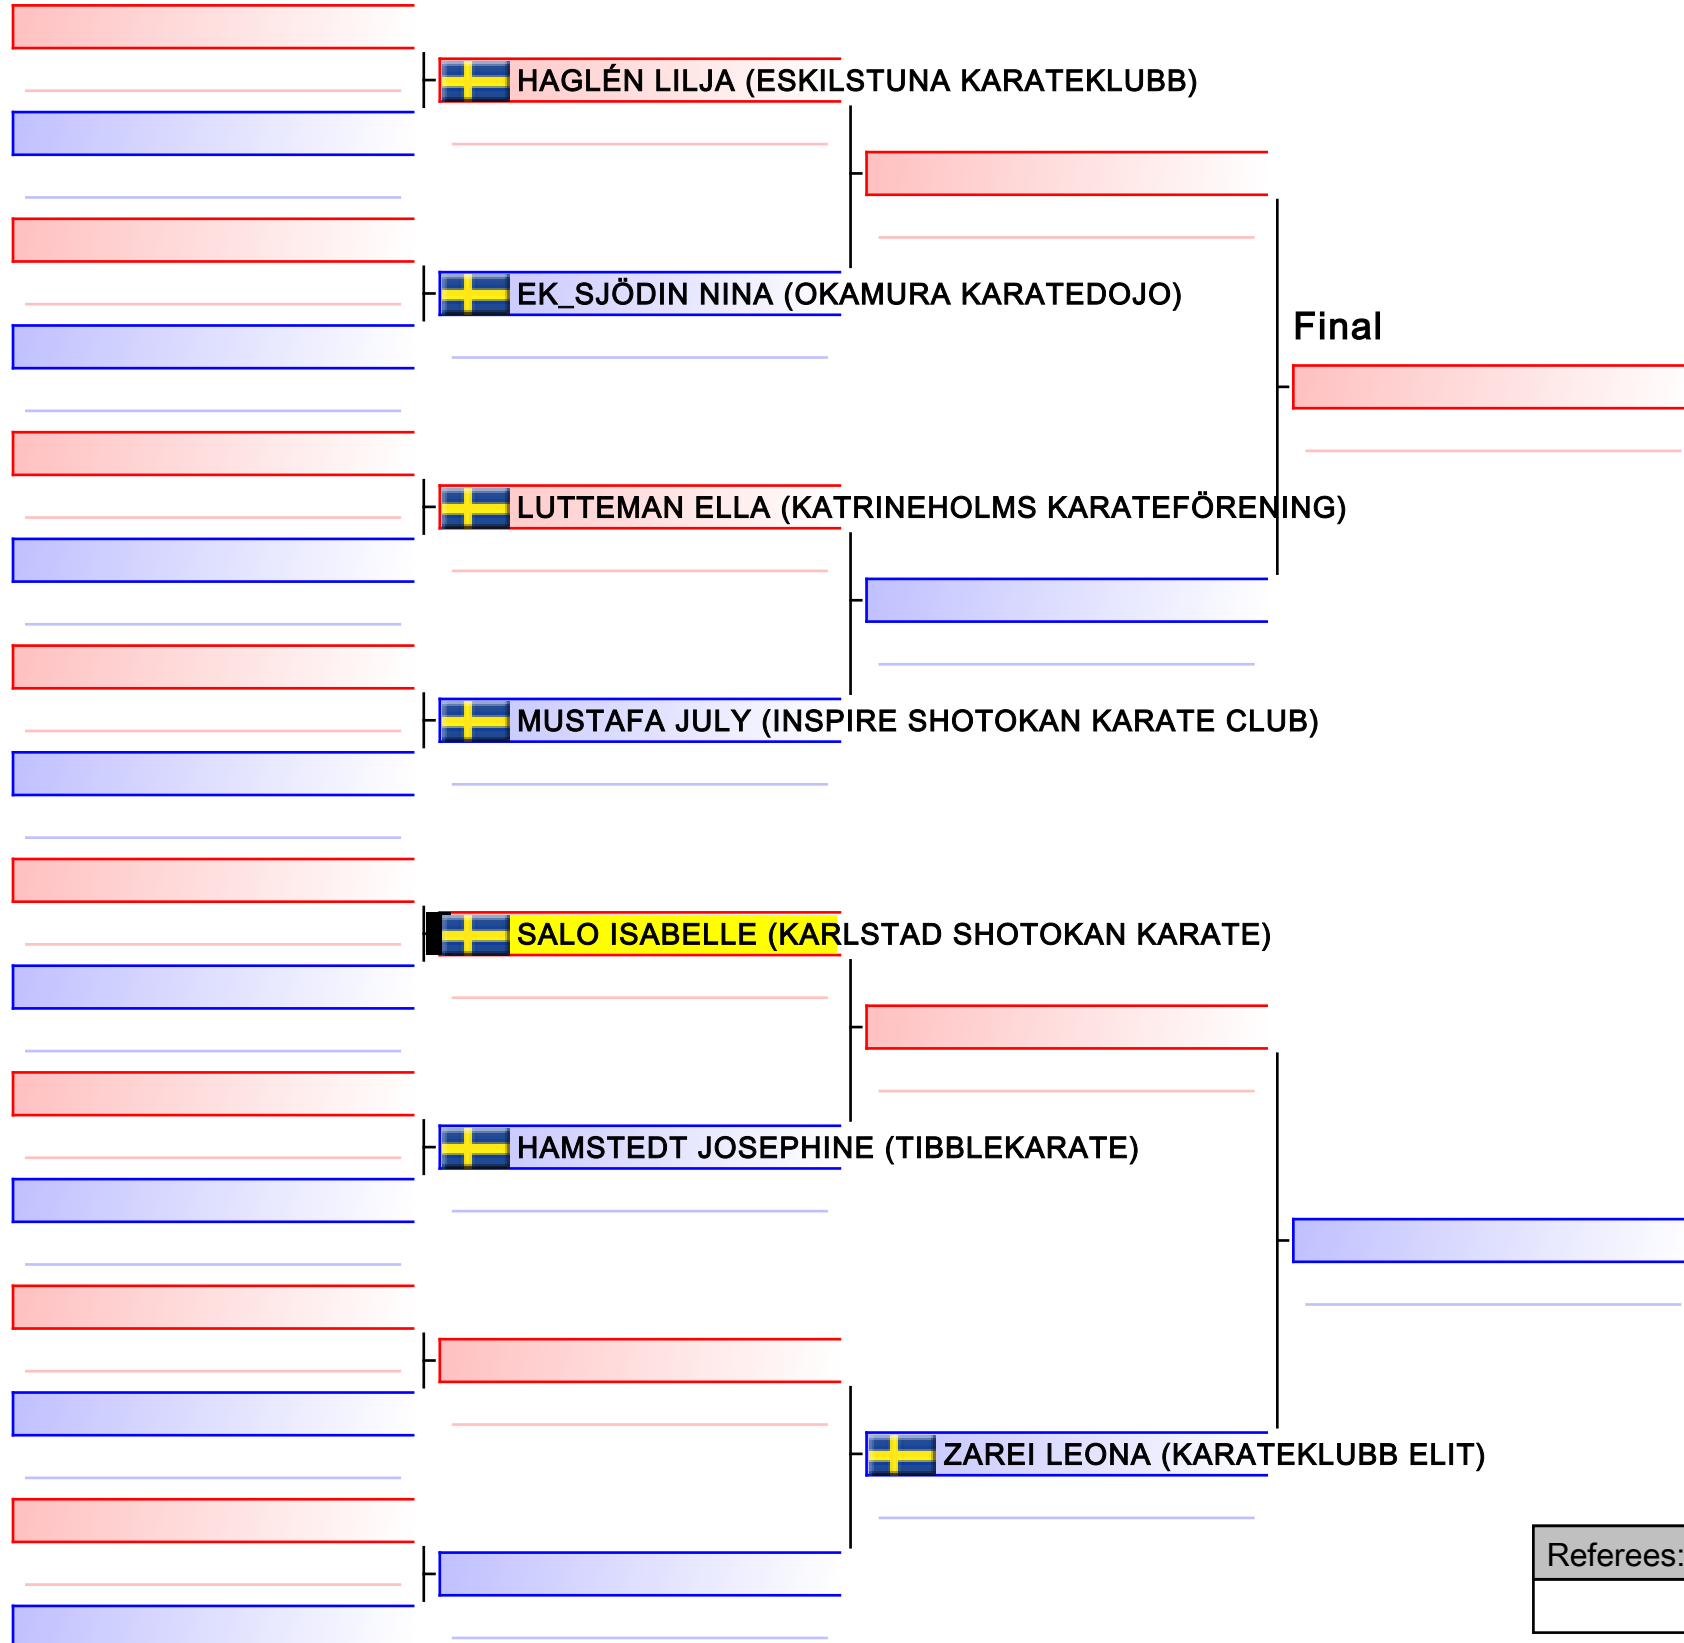 HAGLÉN LILJA (ESKILSTUNA KARATEKLUBB)
EK_SJÖDIN NINA (OKAMURA KARATEDOJO)
Final
LUTTEMAN ELLA (KATRINEHOLMS KARATEFÖRENING)
MUSTAFA JULY (INSPIRE SHOTOKAN KARATE CLUB)
SALO ISABELLE (KARLSTAD SHOTOKAN KARATE)
HAMSTEDT JOSEPHINE (TIBBLEKARATE)
ZAREI LEONA (KARATEKLUBB ELIT)
Referees: